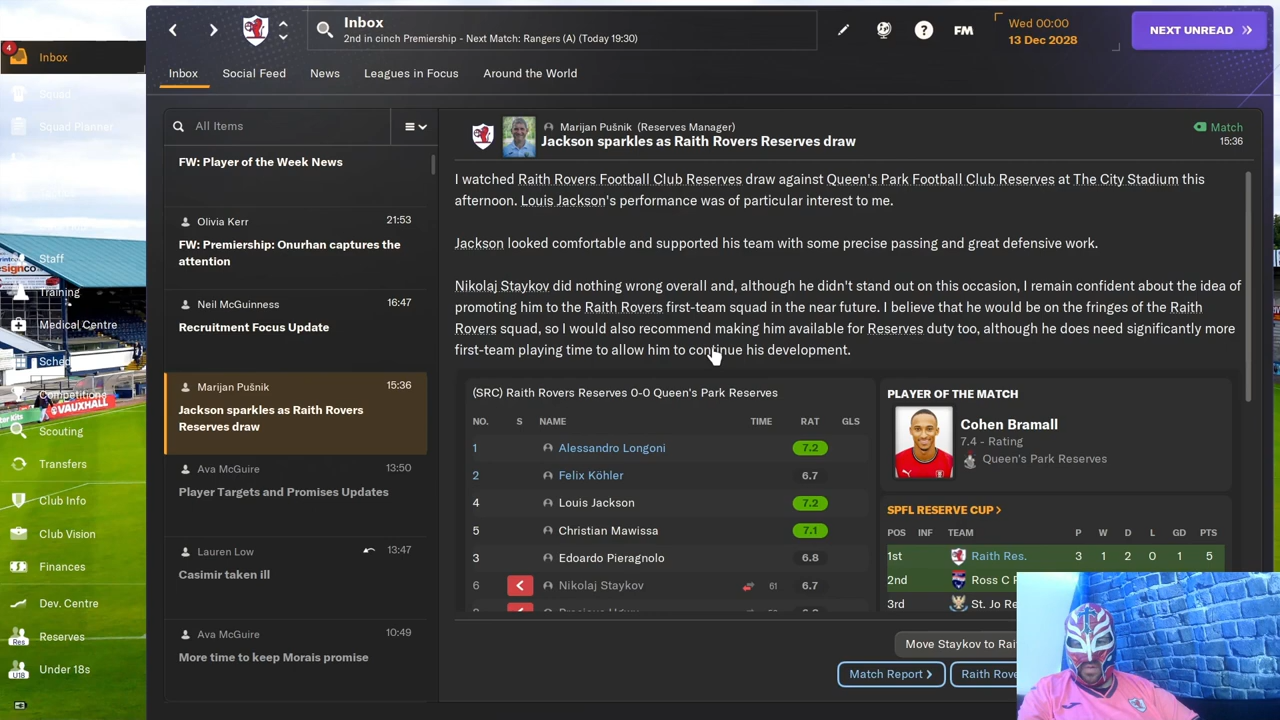 Inbox
2nd in cinch Premiership - Next Match: Rangers (A) (Today 19:30)
FM
Wed 00:00
13 Dec 2028
NEXT UNREAD
4
Inbox
Squad
Squad Planner
Staff
Training
Medical Centre
Sched
Competitions
Scouting
Transfers
Club Info
Club Vision
Finances
Dev. Centre
Reserves
Under 18s
VAUXHALL
Inbox
Social Feed
News
Leagues in Focus
Around the World
All Items
FW: Player of the Week News
Olivia Kerr 21:53
FW: Premiership: Onurhan captures the
attention
Neil McGuinness 16:47
Recruitment Focus Update
Marijan Pušnik 15:36
Jackson sparkles as Raith Rovers
Reserves draw
Ava McGuire 13:50
Player Targets and Promises Updates
Lauren Low 13:47
Casimir taken ill
Ava McGuire 10:49
More time to keep Morais promise
Marijan Pušnik (Reserves Manager)
Jackson sparkles as Raith Rovers Reserves draw
Match
15:36
I watched Raith Rovers Football Club Reserves draw against Queen's Park Football Club Reserves at The City Stadium this
afternoon. Louis Jackson's performance was of particular interest to me.
Jackson looked comfortable and supported his team with some precise passing and great defensive work.
Nikolaj Staykov did nothing wrong overall and, although he didn't stand out on this occasion, I remain confident about the idea of
promoting him to the Raith Rovers first-team squad in the near future. I believe that he would be on the fringes of the Raith
Rovers squad, so I would also recommend making him available for Reserves duty too, although he does need significantly more
first-team playing time to allow him to continue his development.
(SRC) Raith Rovers Reserves 0-0 Queen's Park Reserves
NO. S NAME TIME RAT GLS
1 Alessandro Longoni 7.2
2 Felix Köhler 6.7
4 Louis Jackson 7.2
5 Christian Mawissa 7.1
3 Edoardo Pieragnolo 6.8
6 Nikolaj Staykov 61 6.7
PLAYER OF THE MATCH
Cohen Bramall
7.4 - Rating
Queen's Park Reserves
SPFL RESERVE CUP >
POS INF TEAM P W D L GD PTS
1st Raith Res. 3 1 2 0 1 5
2nd Ross C
3rd St. Jo Re
Move Staykov to Rai
Match Report >
Raith Rove